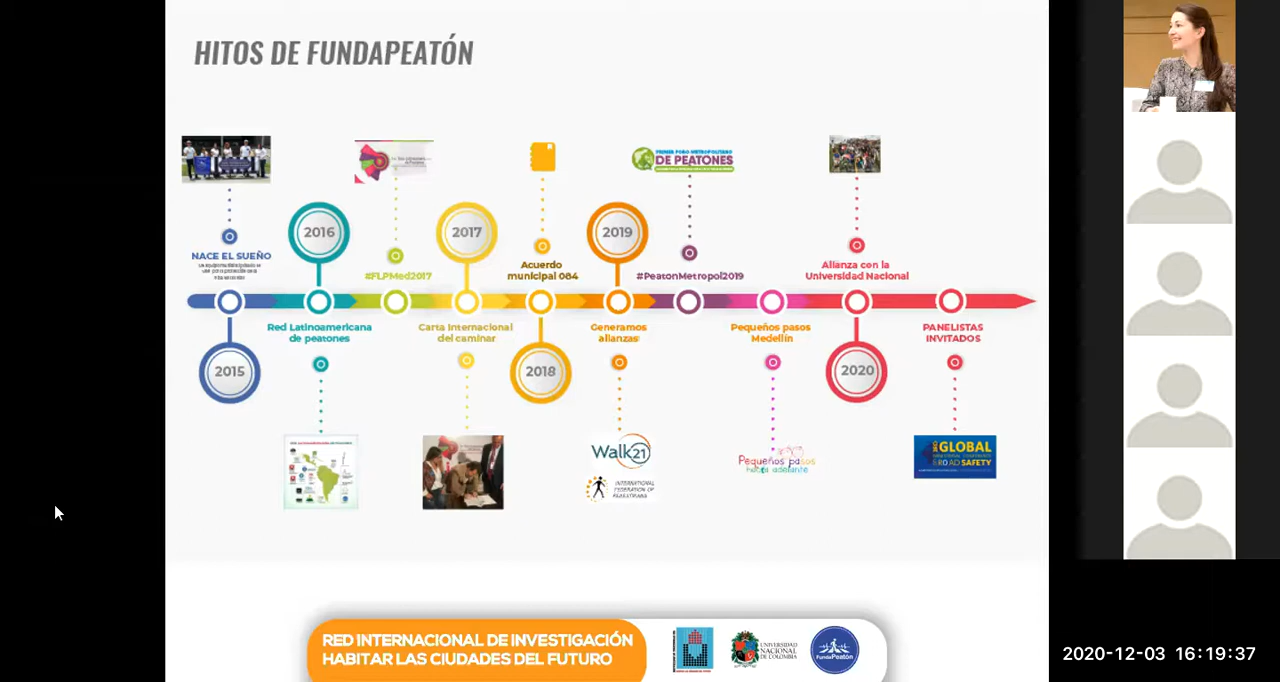 HITOS DE FUNDAPEATÓN
PRIMER FORO METROPOLITANO
DE PEATONES
2016
2017
2019
NACE EL SUEÑO
#FLPMed2017
Acuerdo
municipal 084
#PeatonMetropol2019
Alianza con la
Universidad Nacional
Red Latinoamericana
de peatones
Carta Internacional
del caminar
Generamos
alianzas
Pequeños pasos
Medellín
PANELISTAS
INVITADOS
2015
2018
2020
Walk21
INTERNATIONAL
FEDERATION OF
PEDESTRIANS
Pequeños pasos
hacia adelante
GLOBAL
ROAD SAFETY
RED INTERNACIONAL DE INVESTIGACIÓN
HABITAR LAS CIUDADES DEL FUTURO
UNIVERSIDAD
NACIONAL
DE COLOMBIA
FundaPeatón
2020-12-03 16:19:37